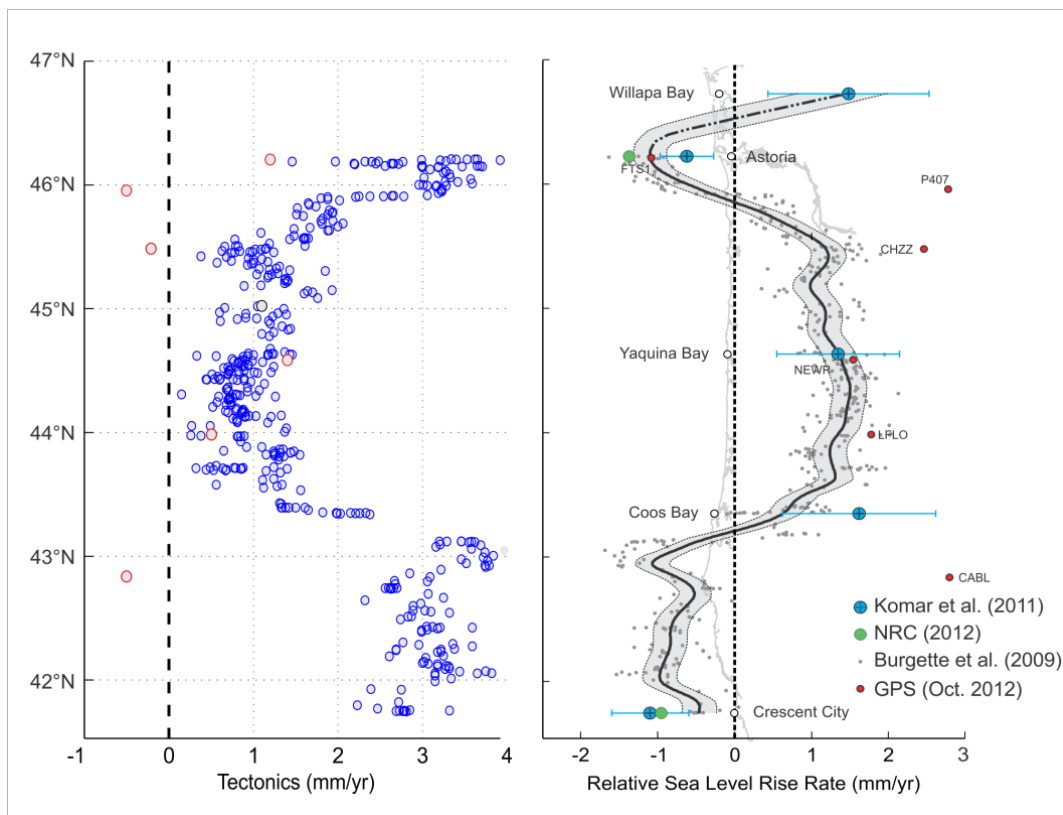 47°N
46°N
45°N
44°N
43°N
42°N
-1
0
1
2
3
4
Tectonics (mm/yr)
Willapa Bay
Astoria
FTS1
P407
CHZZ
Yaquina Bay
NEWP
LFLO
Coos Bay
CABL
Komar et al. (2011)
NRC (2012)
Burgette et al. (2009)
GPS (Oct. 2012)
Crescent City
-2
-1
0
1
2
3
Relative Sea Level Rise Rate (mm/yr)